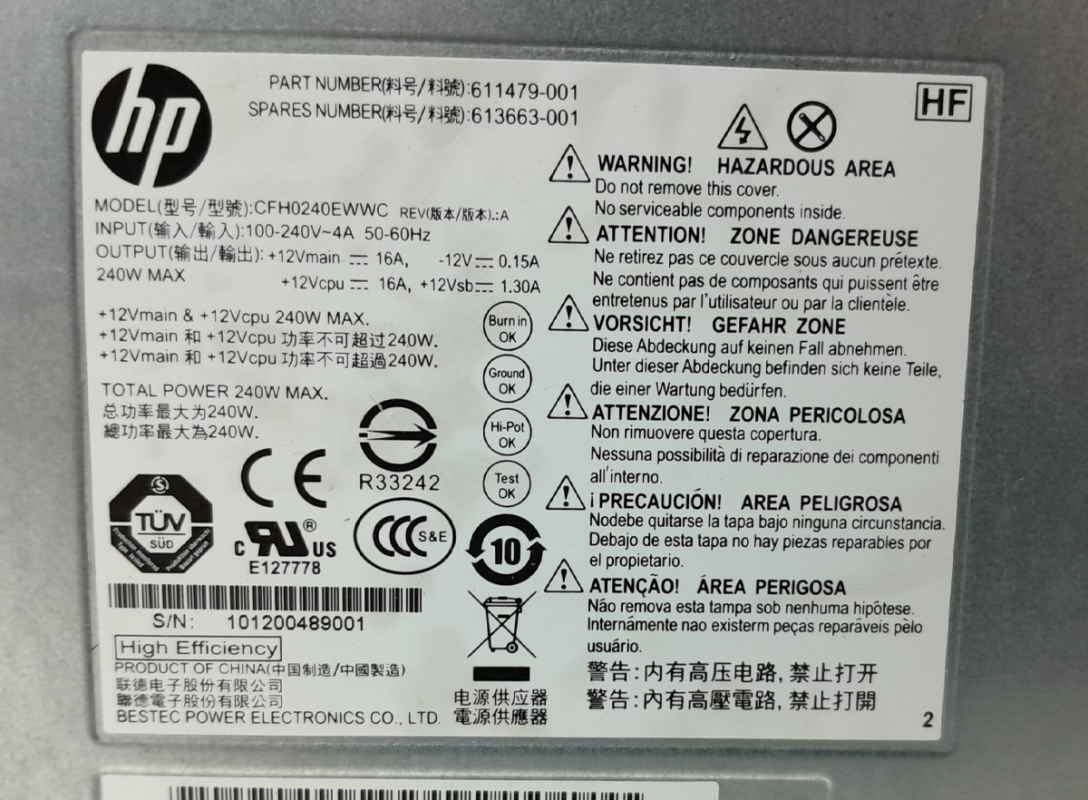 hp
PART NUMBER(料号/料號):611479-001
SPARES NUMBER(料号/料號):613663-001
HF
MODEL(型号/型號):CFH0240EWWC REV(版本/版本).:A
INPUT(输入/輸入):100-240V~4A 50-60Hz
OUTPUT(输出/輸出): +12Vmain ⎓ 16A, -12V ⎓ 0.15A
240W MAX +12Vcpu ⎓ 16A, +12Vsb ⎓ 1.30A
+12Vmain & +12Vcpu 240W MAX.
+12Vmain 和 +12Vcpu 功率不可超过240W.
+12Vmain 和 +12Vcpu 功率不可超過240W.
TOTAL POWER 240W MAX.
总功率最大为240W.
總功率最大為240W.
Burn in
OK
Ground
OK
Hi-Pot
OK
Test
OK
R33242
CE
TÜV
SÜD
c RU US
®
E127778
CCC S&E
10
S/N: 101200489001
High Efficiency
PRODUCT OF CHINA(中国制造/中國製造)
联德电子股份有限公司
聯德電子股份有限公司
BESTEC POWER ELECTRONICS CO., LTD.
电源供应器
電源供應器
WARNING! HAZARDOUS AREA
Do not remove this cover.
No serviceable components inside.
ATTENTION! ZONE DANGEREUSE
Ne retirez pas ce couvercle sous aucun prétexte.
Ne contient pas de composants qui puissent être
entretenus par l'utilisateur ou par la clientèle.
VORSICHT! GEFAHR ZONE
Diese Abdeckung auf keinen Fall abnehmen.
Unter dieser Abdeckung befinden sich keine Teile,
die einer Wartung bedürfen.
ATTENZIONE! ZONA PERICOLOSA
Non rimuovere questa copertura.
Nessuna possibilità di reparazione dei componenti
all'interno.
¡PRECAUCIÓN! AREA PELIGROSA
Nodebe quitarse la tapa bajo ninguna circunstancia.
Debajo de esta tapa no hay piezas reparables por
el propietario.
ATENÇÃO! ÁREA PERIGOSA
Não remova esta tampa sob nenhuma hipótese.
Internámente nao existerm peças reparavéis pelo
usuário.
警告:内有高压电路,禁止打开
警告:內有高壓電路,禁止打開
2